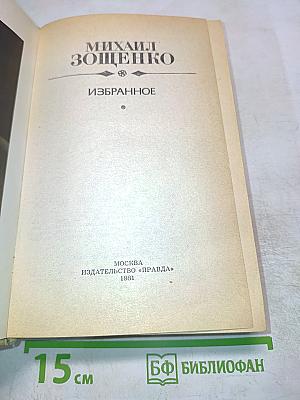 МИХАИЛ
ЗОЩЕНКО
ИЗБРАННОЕ
МОСКВА
ИЗДАТЕЛЬСТВО «ПРАВДА»
1981
15 см
БФ БИБЛИОФАН